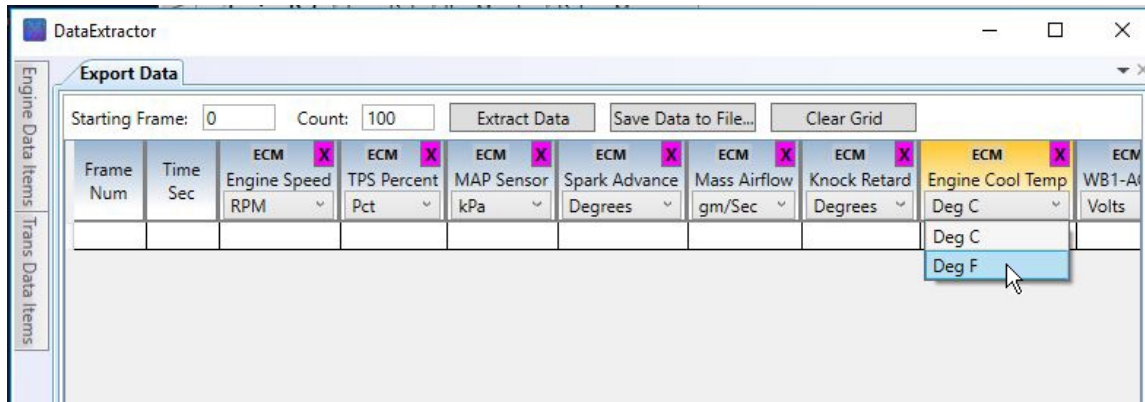 DataExtractor
Export Data
Starting Frame: 0 Count: 100 Extract Data Save Data to File... Clear Grid
Frame Num
Time Sec
ECM X
Engine Speed
RPM
ECM X
TPS Percent
Pct
ECM X
MAP Sensor
kPa
ECM X
Spark Advance
Degrees
ECM X
Mass Airflow
gm/Sec
ECM X
Knock Retard
Degrees
ECM X
Engine Cool Temp
Deg C
Deg C
Deg F
ECM
Volts
Engine Data Items
Trans Data Items